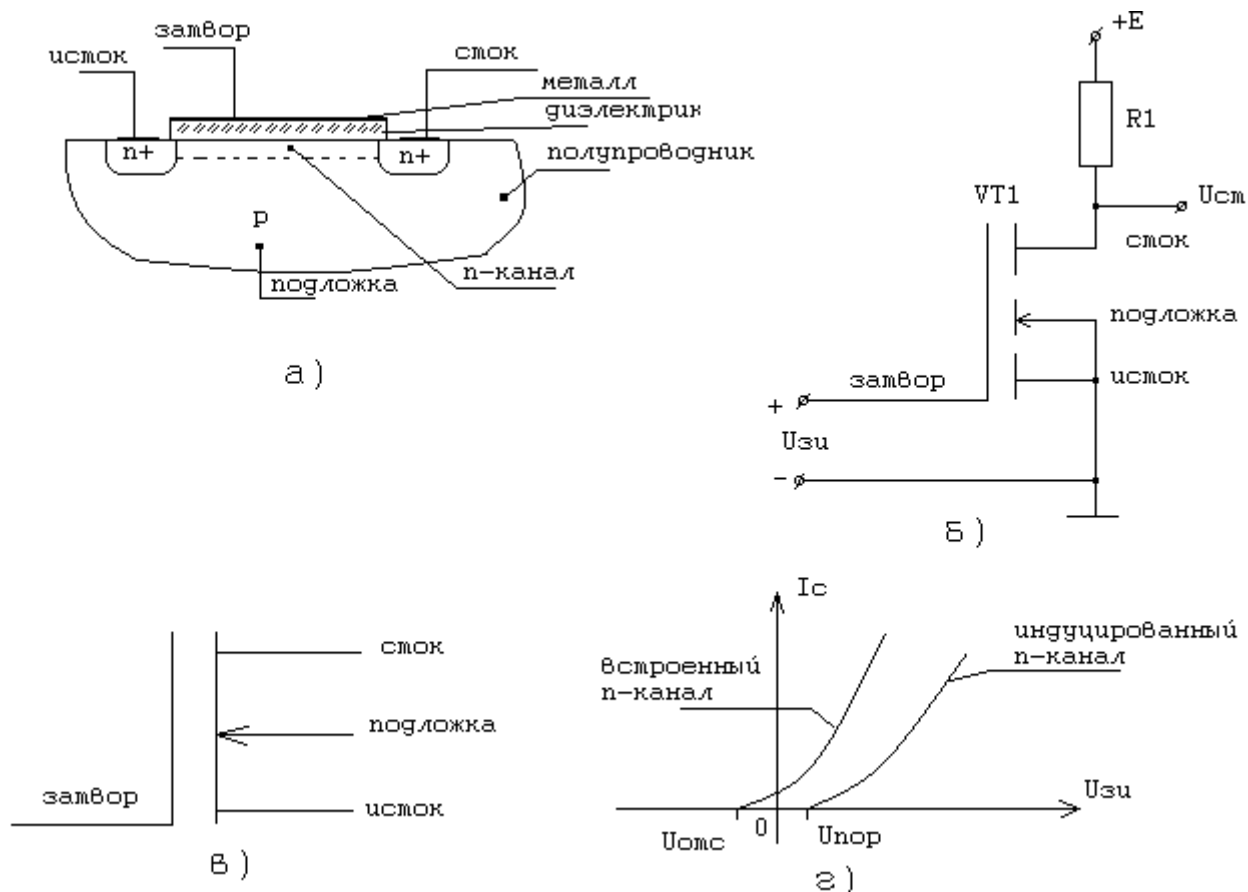 затвор
исток
сток
металл
диэлектрик
n+
n+
полупроводник
p
n-канал
подложка
а)
+E
R1
VT1
Uст
сток
подложка
затвор
исток
+
Uзи
-
б)
сток
подложка
затвор
исток
в)
Ic
индуцированный
n-канал
встроенный
n-канал
Uзи
0
Uотс
Uпор
г)